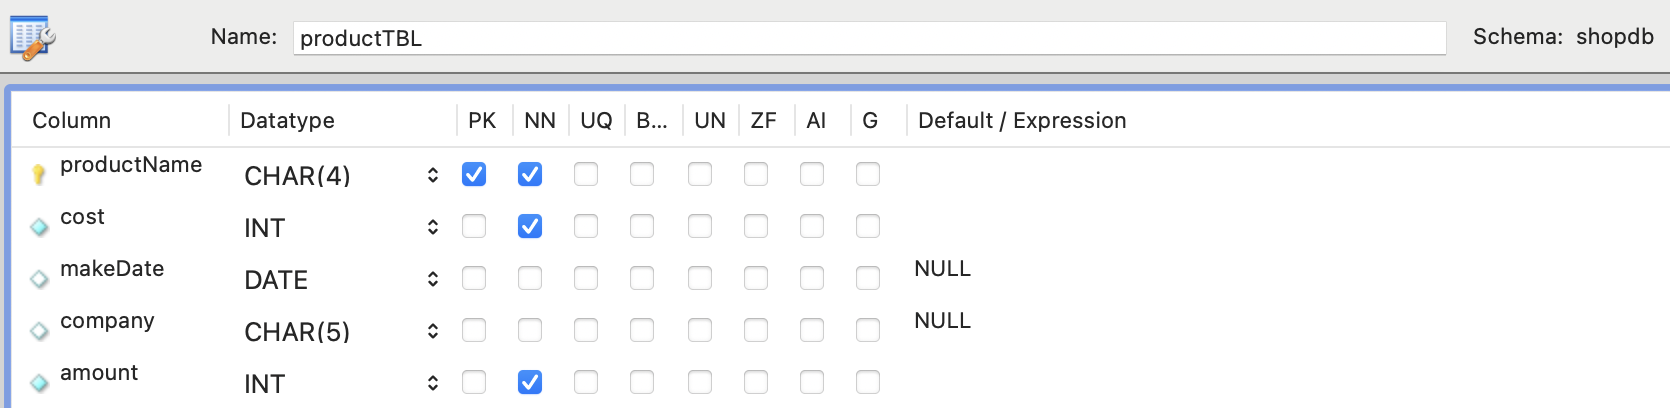 Name: productTBL Schema: shopdb
Column Datatype PK NN UQ B... UN ZF AI G Default / Expression
productName CHAR(4)
cost INT
makeDate DATE NULL
company CHAR(5) NULL
amount INT